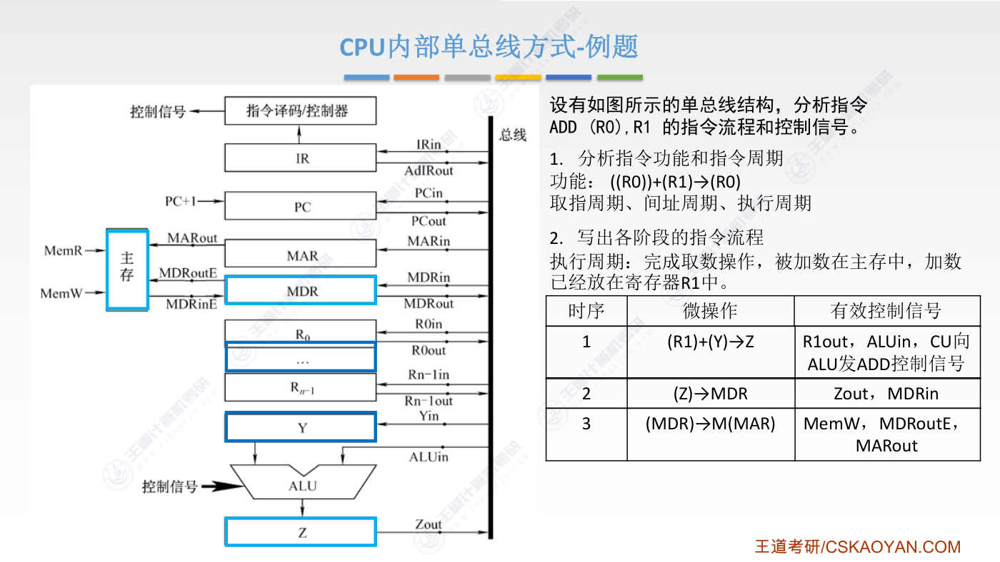 CPU内部单总线方式-例题
控制信号
指令译码/控制器
总线
IR
IRin
AdIRout
PC+1
PC
PCin
PCout
MemR
MemW
主
存
MARout
MAR
MARin
MDRoutE
MDRinE
MDR
MDRin
MDRout
R0
R0in
R0out
…
Rn-1
Rn-1in
Rn-1out
Y
Yin
ALUin
控制信号
ALU
Z
Zout
设有如图所示的单总线结构，分析指令
ADD (R0),R1 的指令流程和控制信号。
1. 分析指令功能和指令周期
功能： ((R0))+(R1)→(R0)
取指周期、间址周期、执行周期
2. 写出各阶段的指令流程
执行周期：完成取数操作，被加数在主存中，加数
已经放在寄存器R1中。
时序 微操作 有效控制信号
1 (R1)+(Y)→Z R1out，ALUin，CU向
ALU发ADD控制信号
2 (Z)→MDR Zout，MDRin
3 (MDR)→M(MAR) MemW，MDRoutE，
MARout
王道考研/CSKAOYAN.COM